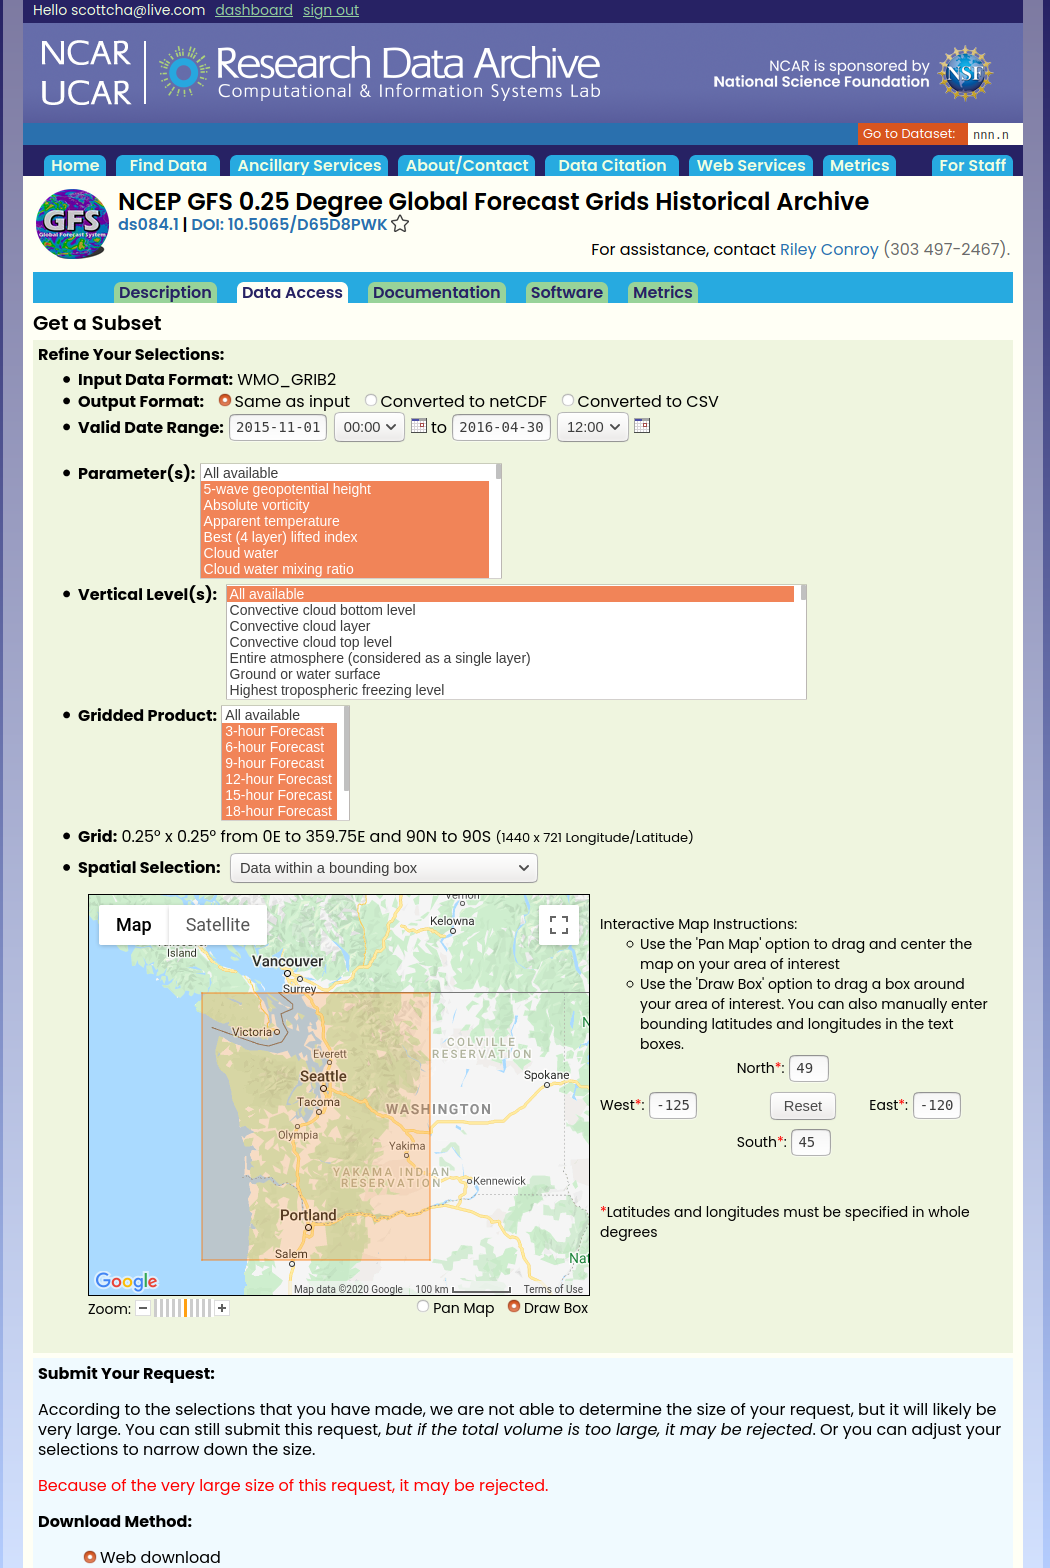 Hello scottcha@live.com dashboard sign out
NCAR
UCAR
Research Data Archive
Computational & Information Systems Lab
NCAR is sponsored by
National Science Foundation
NSF
Go to Dataset: nnn.n
Home Find Data Ancillary Services About/Contact Data Citation Web Services Metrics For Staff
GFS
Global Forecast System
NCEP GFS 0.25 Degree Global Forecast Grids Historical Archive
ds084.1 | DOI: 10.5065/D65D8PWK
For assistance, contact Riley Conroy (303 497-2467).
Description Data Access Documentation Software Metrics
Get a Subset
Refine Your Selections:
• Input Data Format: WMO_GRIB2
• Output Format: Same as input Converted to netCDF Converted to CSV
• Valid Date Range: 2015-11-01 00:00 to 2016-04-30 12:00
• Parameter(s): All available
5-wave geopotential height
Absolute vorticity
Apparent temperature
Best (4 layer) lifted index
Cloud water
Cloud water mixing ratio
• Vertical Level(s): All available
Convective cloud bottom level
Convective cloud layer
Convective cloud top level
Entire atmosphere (considered as a single layer)
Ground or water surface
Highest tropospheric freezing level
• Gridded Product: All available
3-hour Forecast
6-hour Forecast
9-hour Forecast
12-hour Forecast
15-hour Forecast
18-hour Forecast
• Grid: 0.25° x 0.25° from 0E to 359.75E and 90N to 90S (1440 x 721 Longitude/Latitude)
• Spatial Selection: Data within a bounding box
Map Satellite
Vernon
Kelowna
Island
Vancouver
Surrey
Victoria
COLVILLE
RESERVATION
Everett
Seattle
Spokane
Tacoma
WASHINGTON
Olympia
Yakima
YAKAMA INDIAN
RESERVATION
Kennewick
Portland
Salem
Nat
Google
Map data ©2020 Google 100 km Terms of Use
Zoom: Pan Map Draw Box
Interactive Map Instructions:
Use the 'Pan Map' option to drag and center the
map on your area of interest
Use the 'Draw Box' option to drag a box around
your area of interest. You can also manually enter
bounding latitudes and longitudes in the text
boxes.
North*: 49
West*: -125 Reset East*: -120
South*: 45
*Latitudes and longitudes must be specified in whole
degrees
Submit Your Request:
According to the selections that you have made, we are not able to determine the size of your request, but it will likely be
very large. You can still submit this request, but if the total volume is too large, it may be rejected. Or you can adjust your
selections to narrow down the size.
Because of the very large size of this request, it may be rejected.
Download Method:
Web download